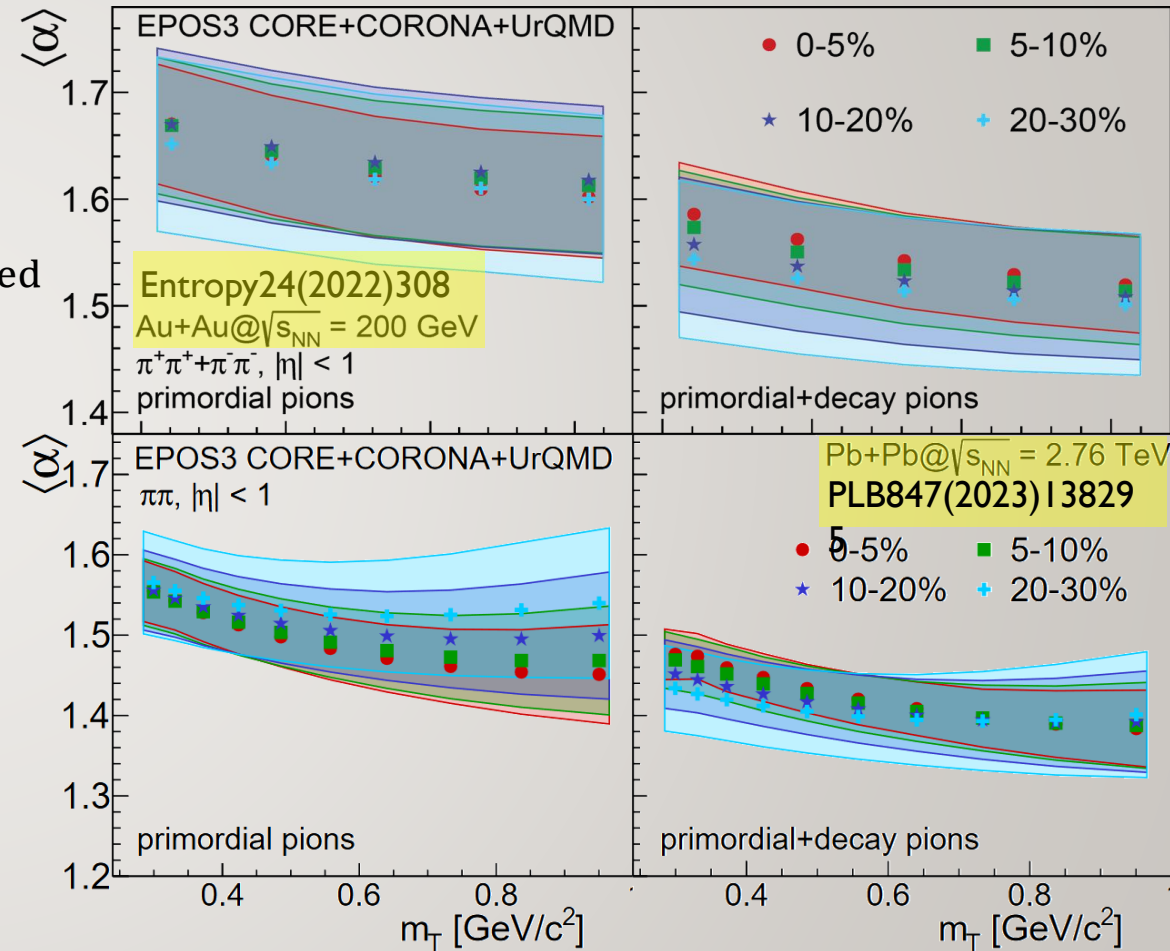 EPOS3 CORE+CORONA+UrQMD
⟨α⟩
1.7
1.6
1.5
1.4
ed
Entropy24(2022)308
Au+Au@√s_NN = 200 GeV
π⁺π⁺+π⁻π⁻, |η| < 1
primordial pions
0-5%
5-10%
10-20%
20-30%
primordial+decay pions
EPOS3 CORE+CORONA+UrQMD
ππ, |η| < 1
⟨α⟩
1.7
1.6
1.5
1.4
1.3
1.2
primordial pions
0.4
0.6
0.8
m_T [GeV/c²]
Pb+Pb@√s_NN = 2.76 TeV
PLB847(2023)13829
5
0-5%
5-10%
10-20%
20-30%
primordial+decay pions
0.4
0.6
0.8
m_T [GeV/c²]